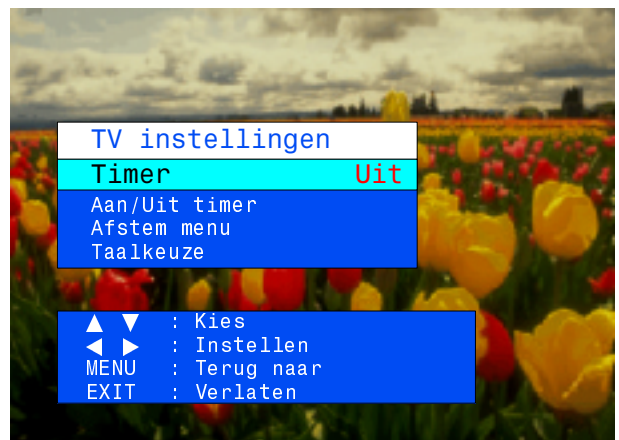 TV instellingen
Timer Uit
Aan/Uit timer
Afstem menu
Taalkeuze
▲ ▼ : Kies
◀ ▶ : Instellen
MENU : Terug naar
EXIT : Verlaten